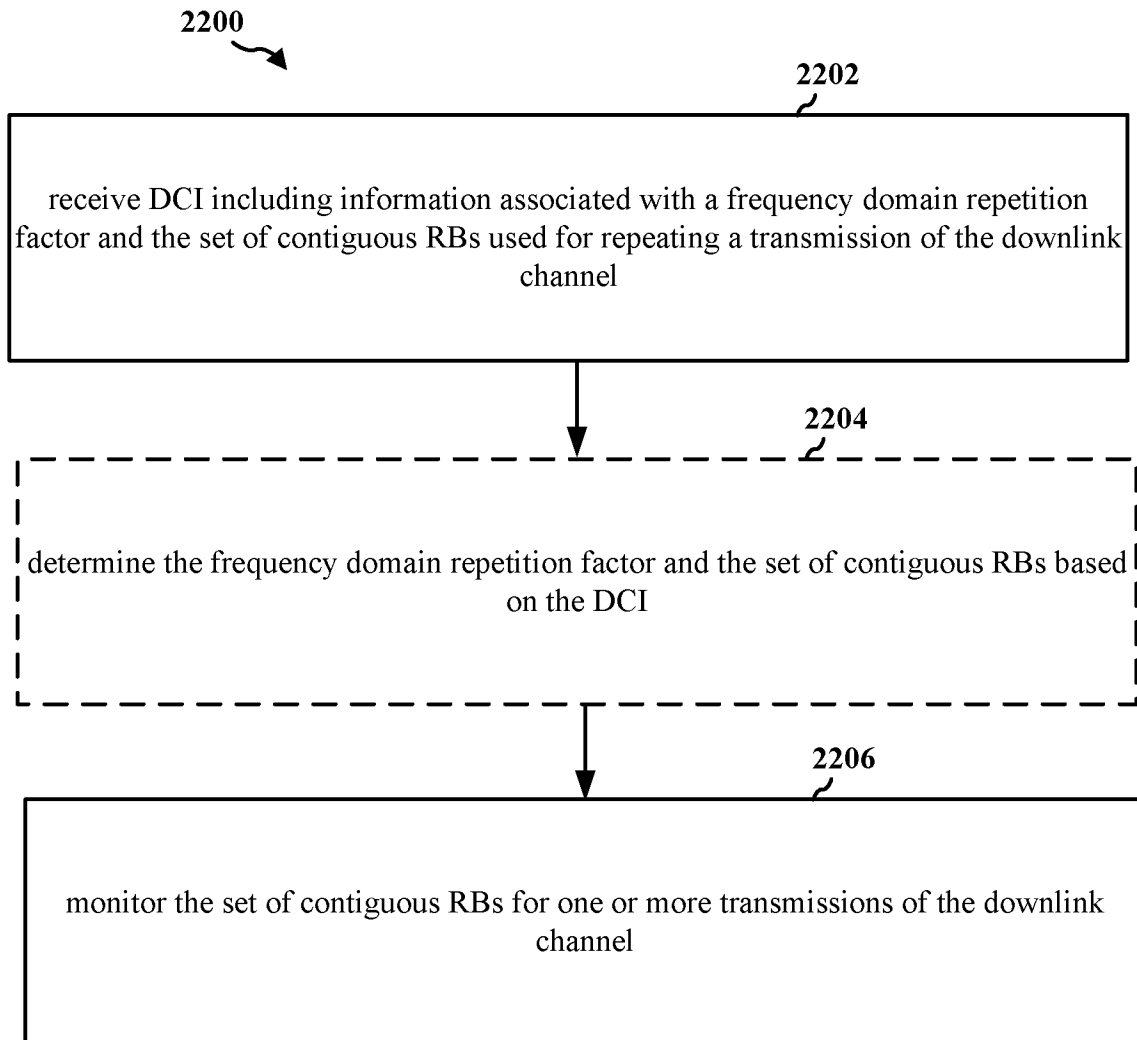 2200
2202
receive DCI including information associated with a frequency domain repetition
factor and the set of contiguous RBs used for repeating a transmission of the downlink
channel
2204
determine the frequency domain repetition factor and the set of contiguous RBs based
on the DCI
2206
monitor the set of contiguous RBs for one or more transmissions of the downlink
channel